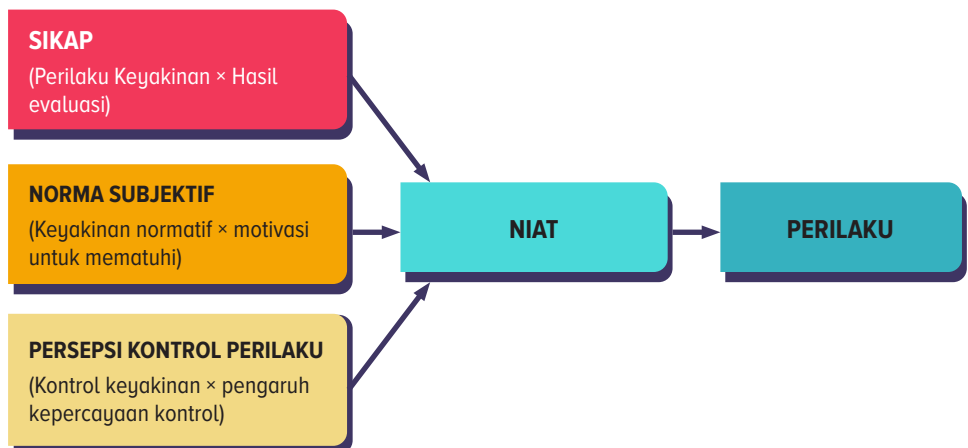 SIKAP
(Perilaku Keyakinan × Hasil
evaluasi)
NORMA SUBJEKTIF
(Keyakinan normatif × motivasi
untuk mematuhi)
PERSEPSI KONTROL PERILAKU
(Kontrol keyakinan × pengaruh
kepercayaan kontrol)
NIAT
PERILAKU